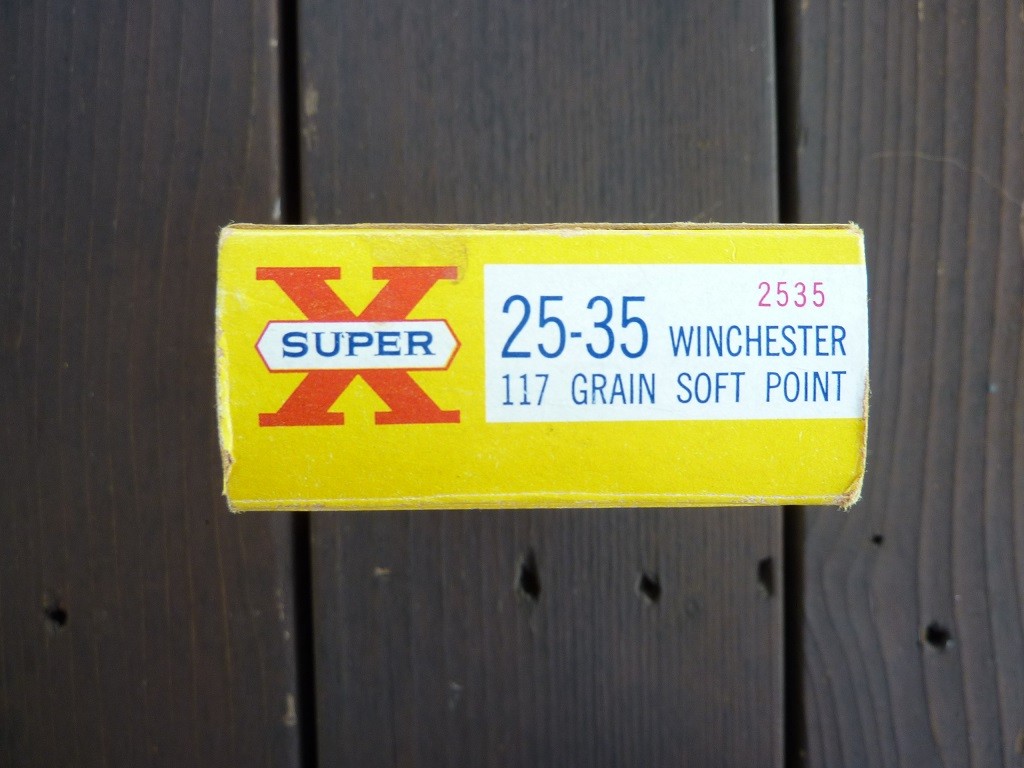 X
SUPER
2535
25-35 WINCHESTER
117 GRAIN SOFT POINT